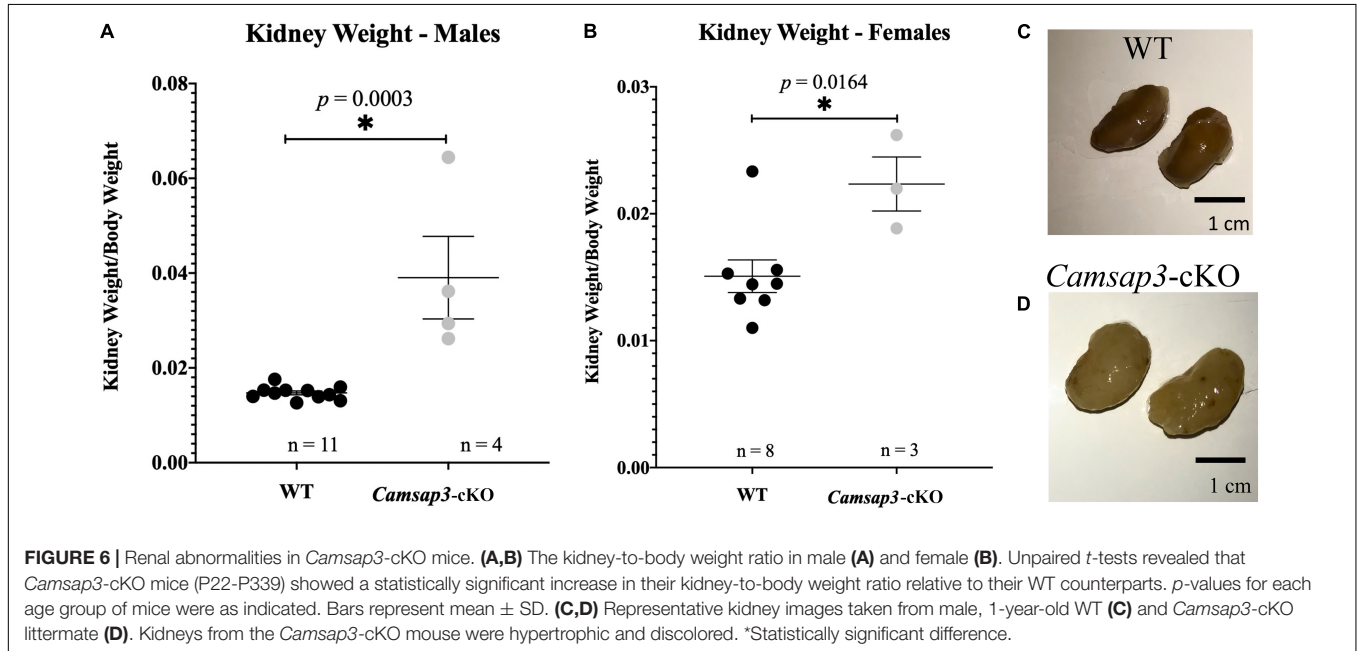 A
Kidney Weight - Males
Kidney Weight/Body Weight
0.08
0.06
0.04
0.02
0.00
p = 0.0003
*
n = 11
n = 4
WT
Camsap3-cKO
B
Kidney Weight - Females
Kidney Weight/Body Weight
0.03
0.02
0.01
0.00
p = 0.0164
*
n = 8
n = 3
WT
Camsap3-cKO
C
WT
1 cm
Camsap3-cKO
D
1 cm
FIGURE 6 | Renal abnormalities in Camsap3-cKO mice. (A,B) The kidney-to-body weight ratio in male (A) and female (B). Unpaired t-tests revealed that
Camsap3-cKO mice (P22-P339) showed a statistically significant increase in their kidney-to-body weight ratio relative to their WT counterparts. p-values for each
age group of mice were as indicated. Bars represent mean ± SD. (C,D) Representative kidney images taken from male, 1-year-old WT (C) and Camsap3-cKO
littermate (D). Kidneys from the Camsap3-cKO mouse were hypertrophic and discolored. *Statistically significant difference.